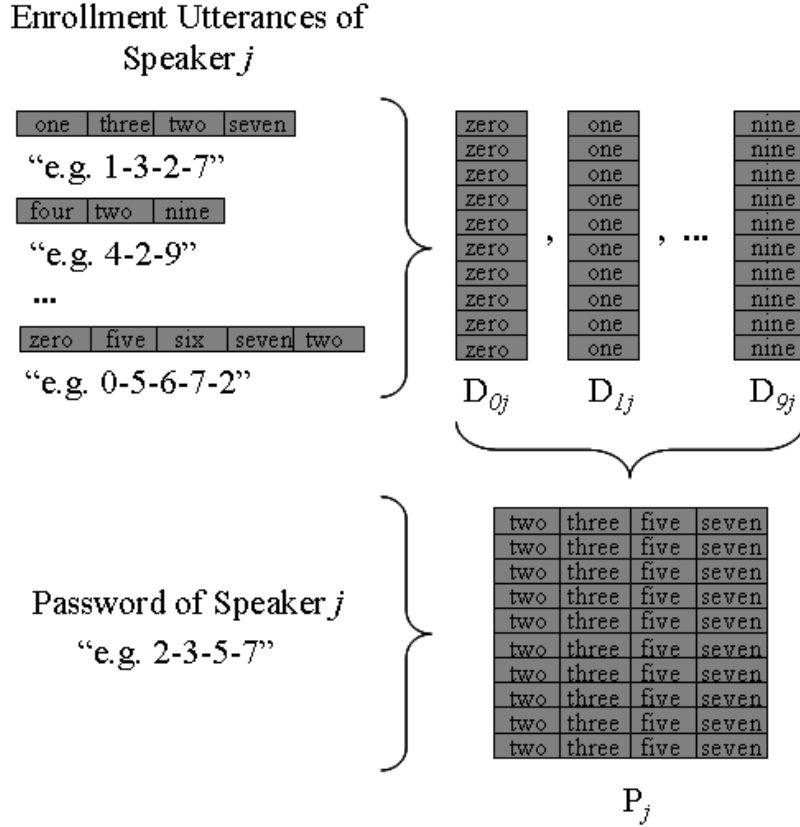 Enrollment Utterances of
Speaker j
one three two seven
“e.g. 1-3-2-7”
four two nine
“e.g. 4-2-9”
...
zero five six seven two
“e.g. 0-5-6-7-2”
zero one nine
zero one nine
zero one nine
zero one nine
zero , one , ... nine
zero one nine
zero one nine
zero one nine
zero one nine
zero one nine
D0j D1j D9j
Password of Speaker j
“e.g. 2-3-5-7”
two three five seven
two three five seven
two three five seven
two three five seven
two three five seven
two three five seven
two three five seven
two three five seven
two three five seven
two three five seven
Pj